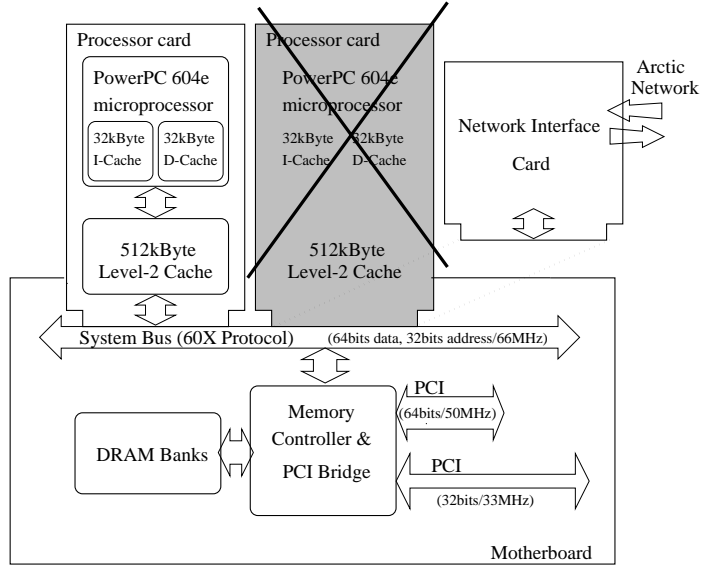 Processor card
PowerPC 604e
microprocessor
32kByte
I-Cache
32kByte
D-Cache
512kByte
Level-2 Cache
Processor card
PowerPC 604e
microprocessor
32kByte
I-Cache
32kByte
D-Cache
512kByte
Level-2 Cache
Network Interface
Card
Arctic
Network
System Bus (60X Protocol)
(64bits data, 32bits address/66MHz)
DRAM Banks
Memory
Controller &
PCI Bridge
PCI
(64bits/50MHz)
PCI
(32bits/33MHz)
Motherboard